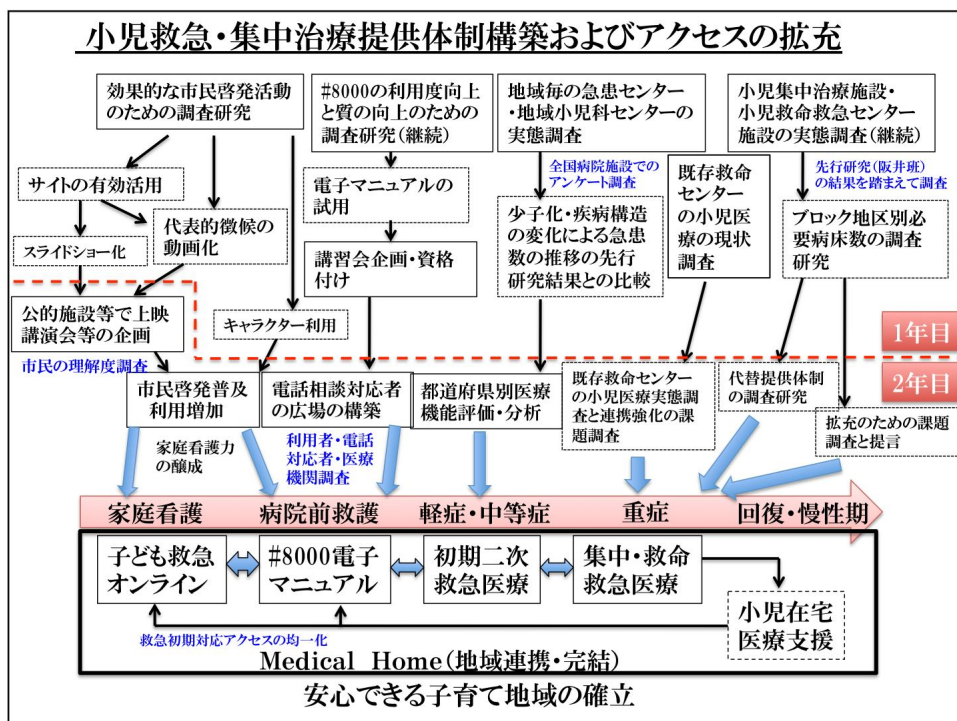 小児救急・集中治療提供体制構築およびアクセスの拡充
効果的な市民啓発活動
のための調査研究
#8000の利用度向上
と質の向上のための
調査研究(継続)
地域毎の急患セン
ター・地域小児科センターの
実態調査
小児集中治療施設・
小児救命救急センター
施設の実態調査(継続)
サイトの有効活用
スライドショー化
代表的徴候の
動画化
電子マニュアルの
試用
講習会企画・資格
付け
全国病院施設での
アンケート調査
少子化・疾病構造
の変化による急患
数の推移の先行
研究結果との比較
既存救命
センター
の小児医
療の現状
調査
先行研究(阪井班)
の結果を踏まえて調査
ブロック地区別必
要病床数の調査
研究
公的施設等で上映
講演会等の企画
キャラクター利用
1年目
2年目
市民の理解度調査
市民啓発普及
利用増加
電話相談対応者
の広場の構築
都道府県別医療
機能評価・分析
既存救命センター
の小児医療実態調
査と連携強化の課
題調査
代替提供体制
の調査研究
拡充のための課題
調査と提言
家庭看護力
の醸成
利用者・電話
対応者・医療
機関調査
家庭看護
病院前救護
軽症・中等症
重症
回復・慢性期
子ども救急
オンライン
#8000電子
マニュアル
初期二次
救急医療
集中・救命
救急医療
小児在宅
医療支援
救急初期対応アクセスの均一化
Medical Home(地域連携・完結)
安心できる子育て地域の確立